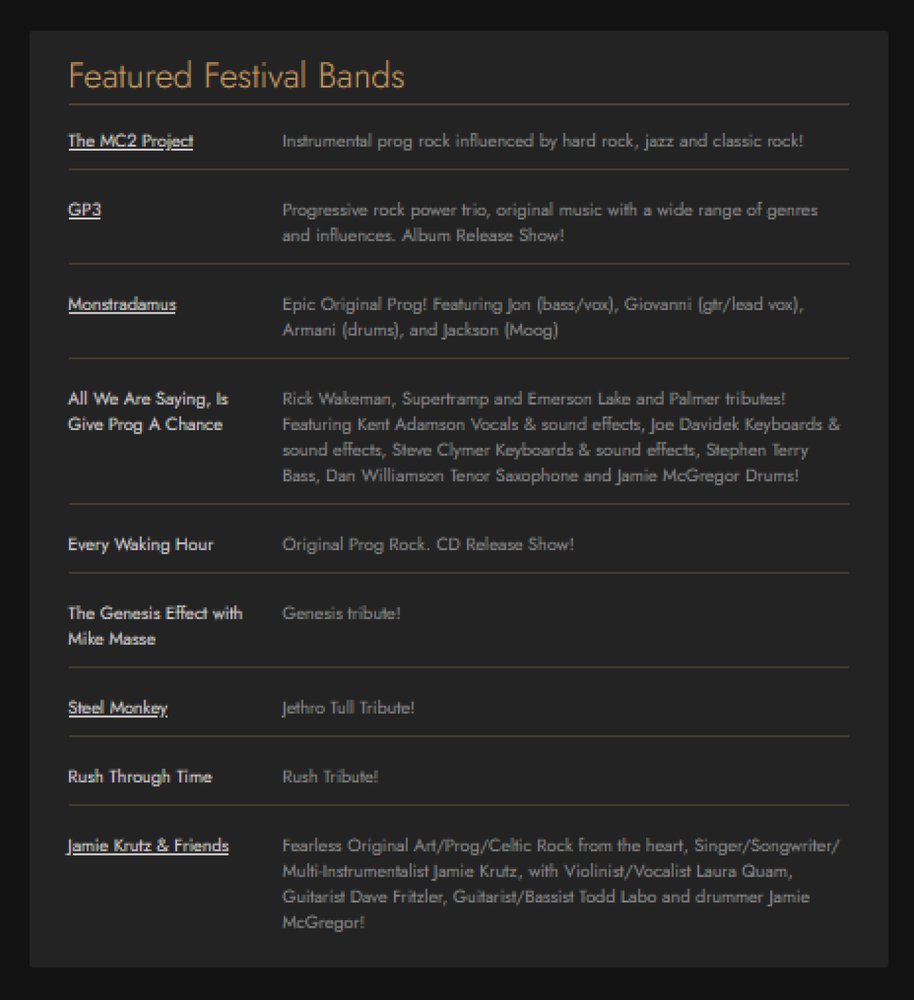 Featured Festival Bands
The MC2 Project
Instrumental prog rock influenced by hard rock, jazz and classic rock!
GP3
Progressive rock power trio, original music with a wide range of genres
and influences. Album Release Show!
Monstradamus
Epic Original Prog! Featuring Jon (bass/vox), Giovanni (gtr/lead vox),
Armani (drums), and Jackson (Moog)
All We Are Saying, Is
Give Prog A Chance
Rick Wakeman, Supertramp and Emerson Lake and Palmer tributes!
Featuring Kent Adamson Vocals & sound effects, Joe Davidek Keyboards &
sound effects, Steve Clymer Keyboards & sound effects, Stephen Terry
Bass, Dan Williamson Tenor Saxophone and Jamie McGregor Drums!
Every Waking Hour
Original Prog Rock. CD Release Show!
The Genesis Effect with
Mike Masse
Genesis tribute!
Steel Monkey
Jethro Tull Tribute!
Rush Through Time
Rush Tribute!
Jamie Krutz & Friends
Fearless Original Art/Prog/Celtic Rock from the heart, Singer/Songwriter/
Multi-Instrumentalist Jamie Krutz, with Violinist/Vocalist Laura Quam,
Guitarist Dave Fritzler, Guitarist/Bassist Todd Labo and drummer Jamie
McGregor!